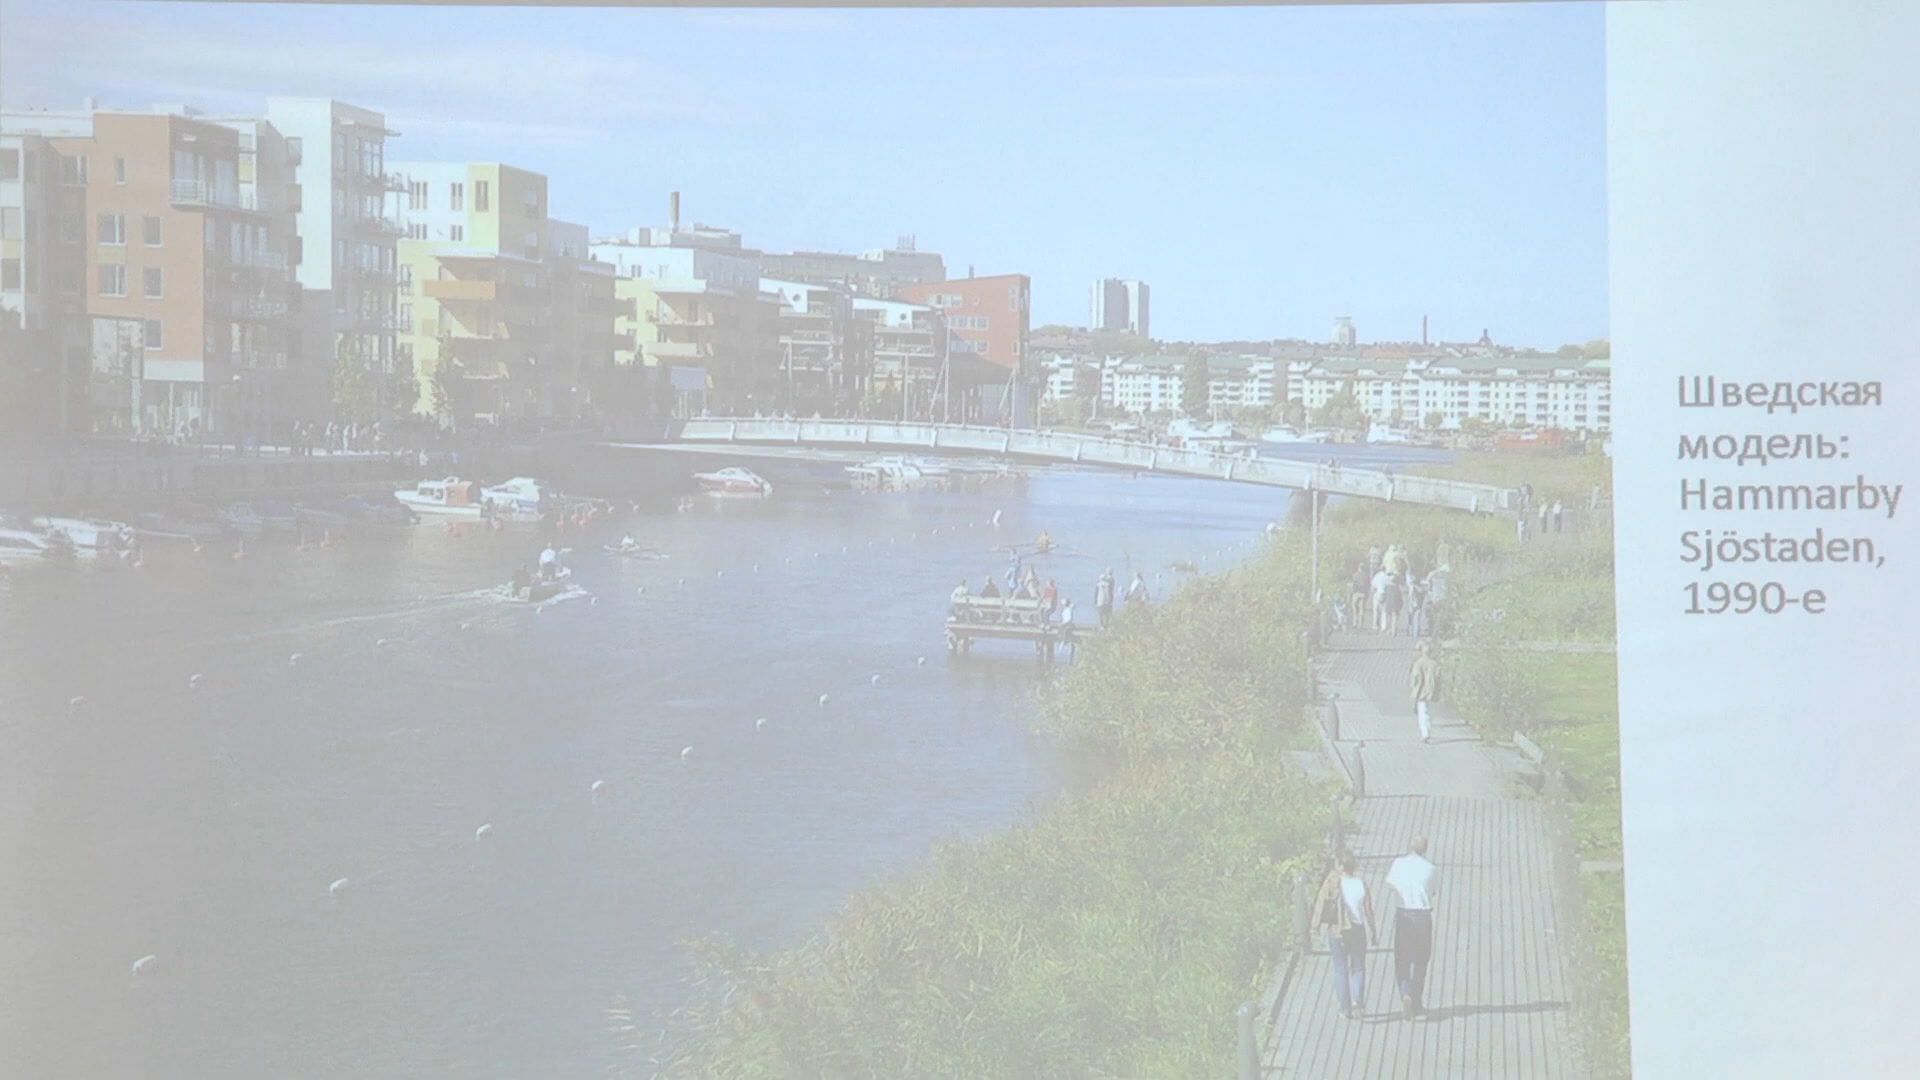 Шведская
модель:
Hammarby
Sjöstaden,
1990-е